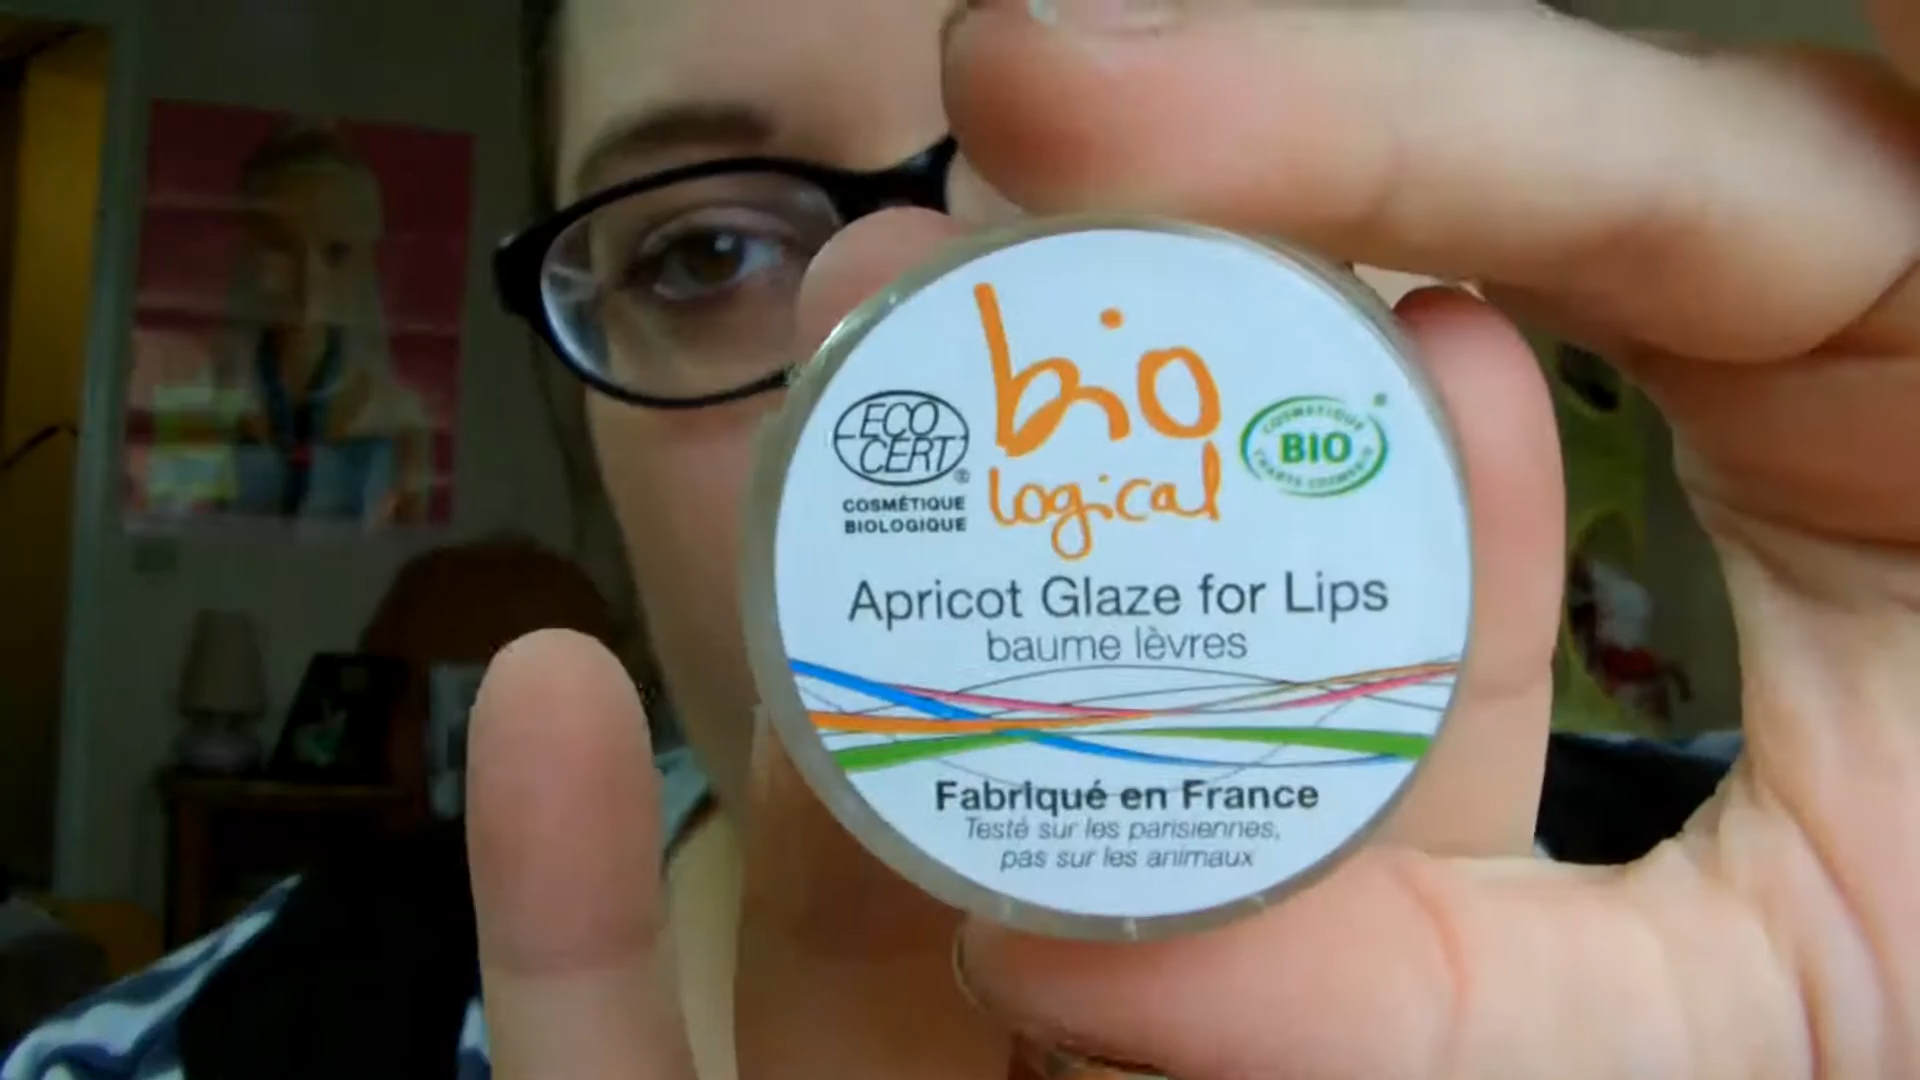 bio
logical
ECO
CERT
®
COSMÉTIQUE
BIOLOGIQUE
COSMETIQUE
BIO
Apricot Glaze for Lips
baume lèvres
Fabriqué en France
Testé sur les parisiennes,
pas sur les animaux